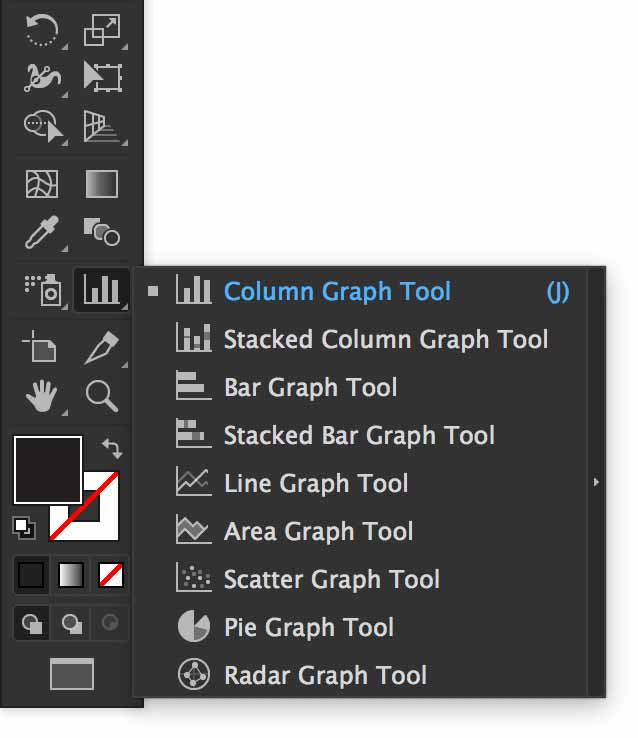 Column Graph Tool (J)
Stacked Column Graph Tool
Bar Graph Tool
Stacked Bar Graph Tool
Line Graph Tool
Area Graph Tool
Scatter Graph Tool
Pie Graph Tool
Radar Graph Tool